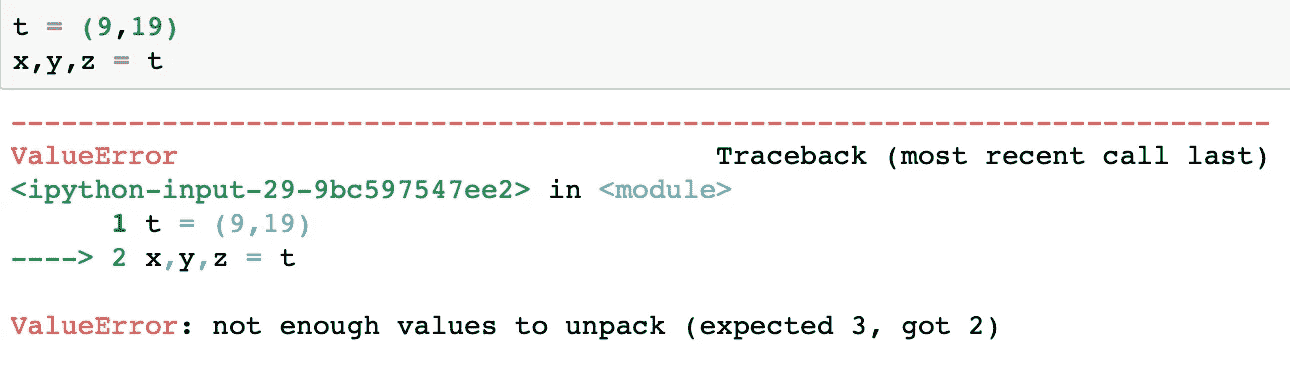 t = (9,19)
x,y,z = t
---------------------------------------------------------------------------
ValueError                                Traceback (most recent call last)
<ipython-input-29-9bc597547ee2> in <module>
      1 t = (9,19)
----> 2 x,y,z = t
ValueError: not enough values to unpack (expected 3, got 2)